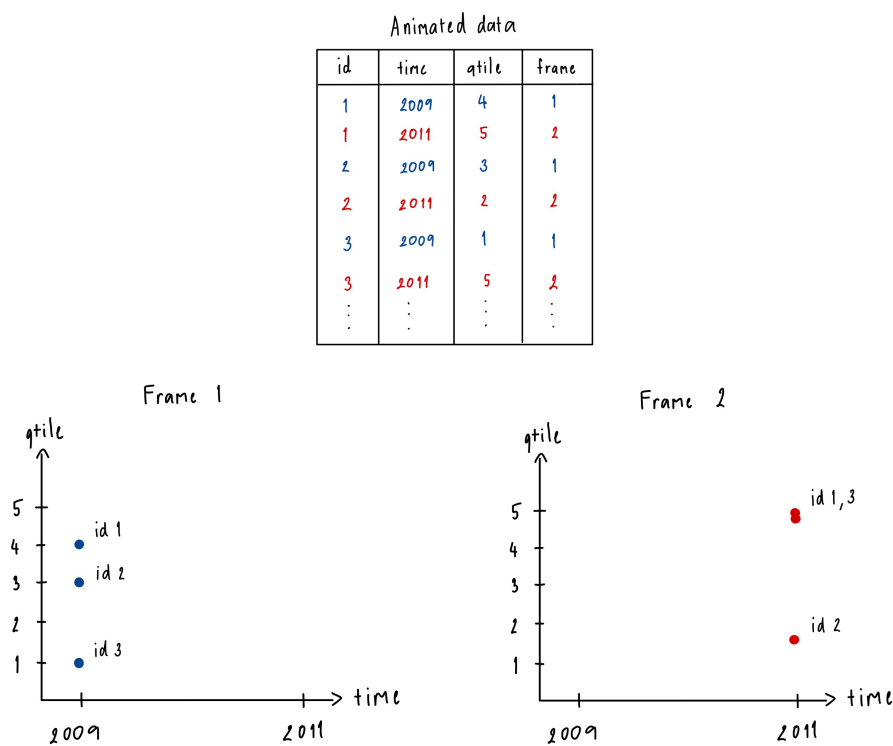 Animated data
id time qtile frame
1 2009 4 1
1 2011 5 2
2 2009 3 1
2 2011 2 2
3 2009 1 1
3 2011 5 2
Frame 1
qtile
5
id 1
4
id 2
3
2
id 3
1
time
2009 2011
Frame 2
qtile
id 1,3
5
4
3
2
id 2
1
time
2009 2011